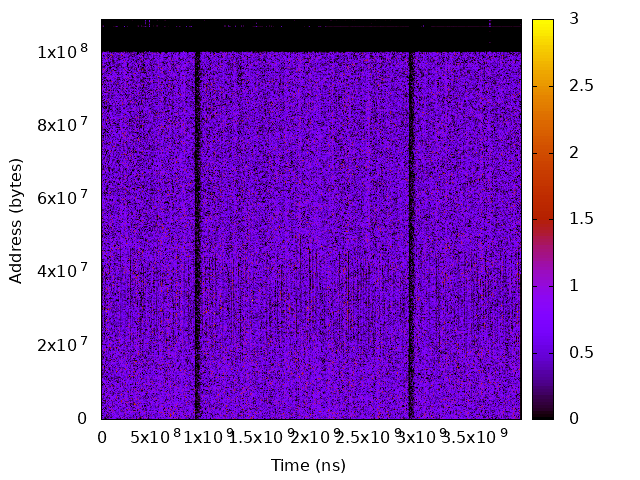 3
1x10^8
2.5
8x10^7
2
6x10^7
1.5
4x10^7
1
2x10^7
0.5
0
0
Address (bytes)
0 5x10^8 1x10^9 1.5x10^9 2x10^9 2.5x10^9 3x10^9 3.5x10^9
Time (ns)